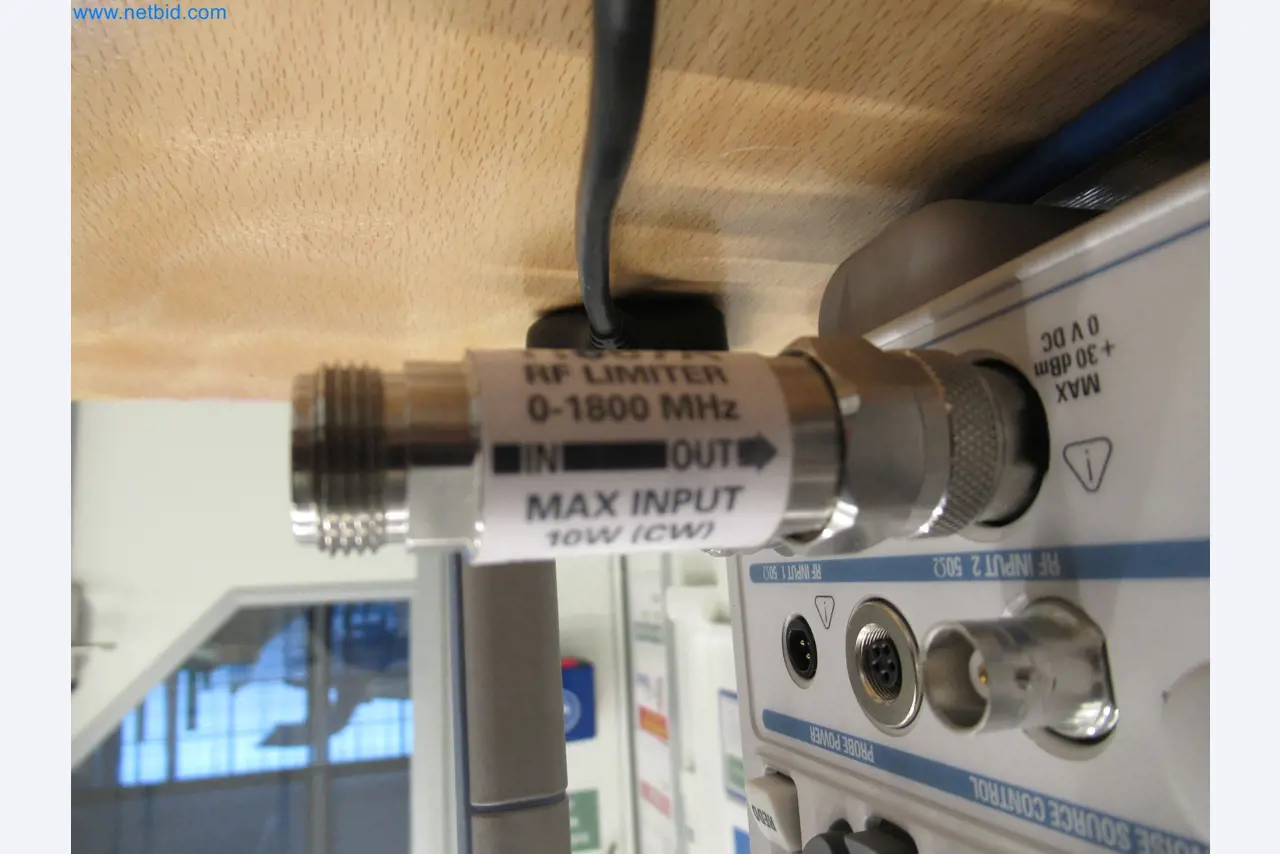 www.netbid.com
RF LIMITER
0-1800 MHz
IN OUT
MAX INPUT
10W (CW)
MAX
+30 dBm
0 V DC
RF INPUT 2 50Ω
RF INPUT 1 50Ω
PROBE POWER
NOISE SOURCE CONTROL